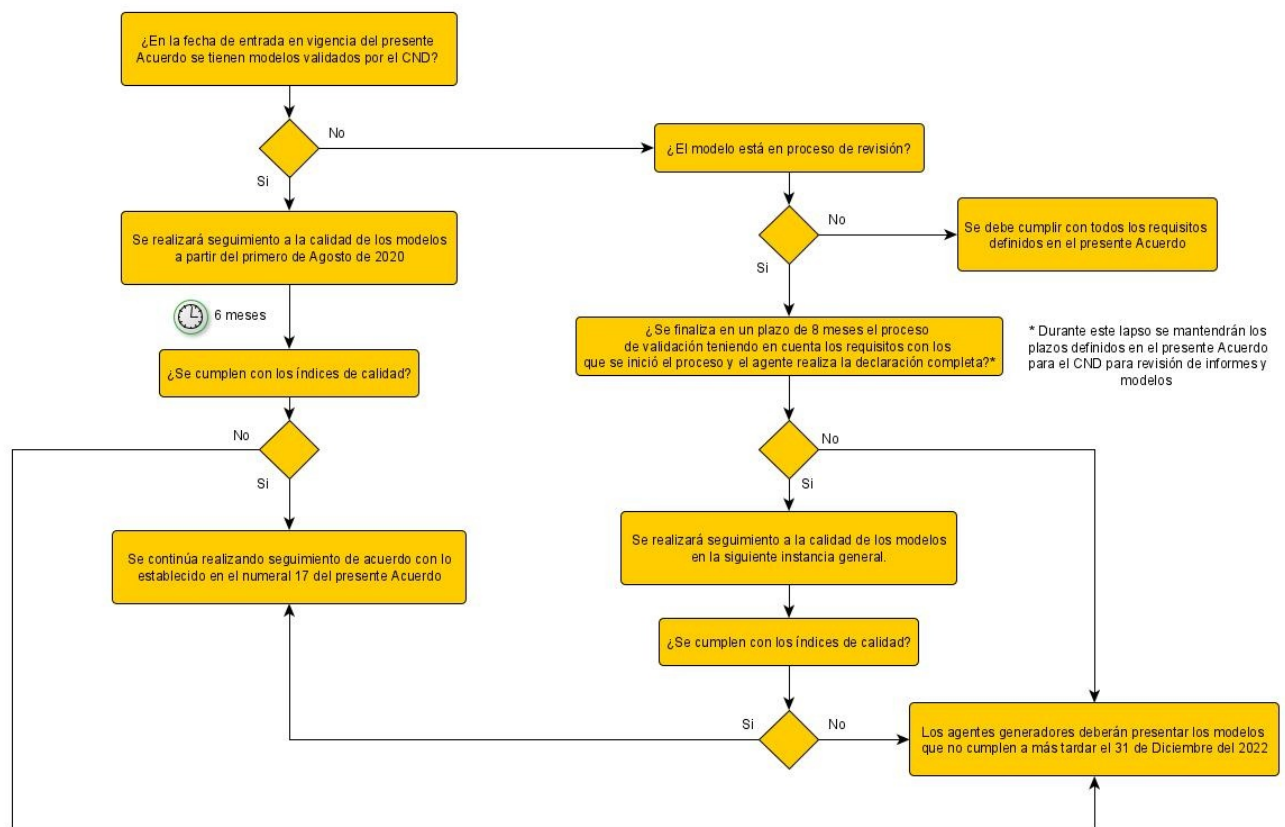 ¿En la fecha de entrada en vigencia del presente
Acuerdo se tienen modelos validados por el CND?
No
Si
¿El modelo está en proceso de revisión?
No
Si
Se debe cumplir con todos los requisitos
definidos en el presente Acuerdo
Se realizará seguimiento a la calidad de los modelos
a partir del primero de Agosto de 2020
6 meses
¿Se cumplen con los índices de calidad?
No
Si
¿Se finaliza en un plazo de 8 meses el proceso
de validación teniendo en cuenta los requisitos con los
que se inició el proceso y el agente realiza la declaración completa?*
* Durante este lapso se mantendrán los
plazos definidos en el presente Acuerdo
para el CND para revisión de informes y
modelos
No
Si
Se continúa realizando seguimiento de acuerdo con lo
establecido en el numeral 17 del presente Acuerdo
Se realizará seguimiento a la calidad de los modelos
en la siguiente instancia general.
¿Se cumplen con los índices de calidad?
Si
No
Los agentes generadores deberán presentar los modelos
que no cumplen a más tardar el 31 de Diciembre del 2022